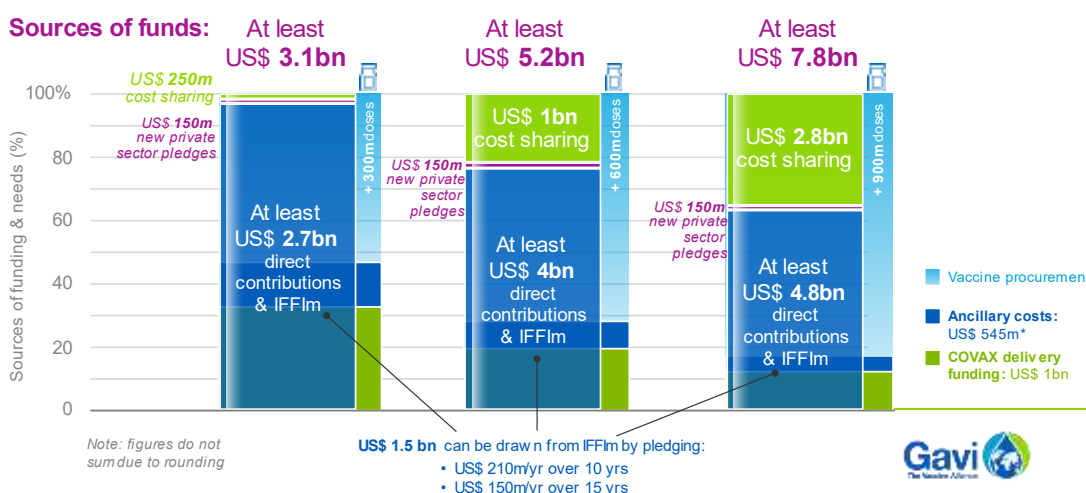 Sources of funds:
At least
US$ 3.1bn
At least
US$ 5.2bn
At least
US$ 7.8bn
Sources of funding & needs (%)
100%
80
60
40
20
0
US$ 250m
cost sharing
US$ 150m
new private
sector pledges
At least
US$ 2.7bn
direct
contributions
& IFFIm
+ 300m doses
US$ 1bn
cost sharing
US$ 150m
new private
sector
pledges
At least
US$ 4bn
direct
contributions
& IFFIm
+ 600m doses
US$ 2.8bn
cost sharing
US$ 150m
new private
sector
pledges
At least
US$ 4.8bn
direct
contributions
& IFFIm
+ 900m doses
Vaccine procuremen
Ancillary costs:
US$ 545m*
COVAX delivery
funding: US$ 1bn
Note: figures do not
sum due to rounding
US$ 1.5 bn can be drawn from IFFIm by pledging:
• US$ 210m/yr over 10 yrs
• US$ 150m/yr over 15 yrs
Gavi
The Vaccine Alliance